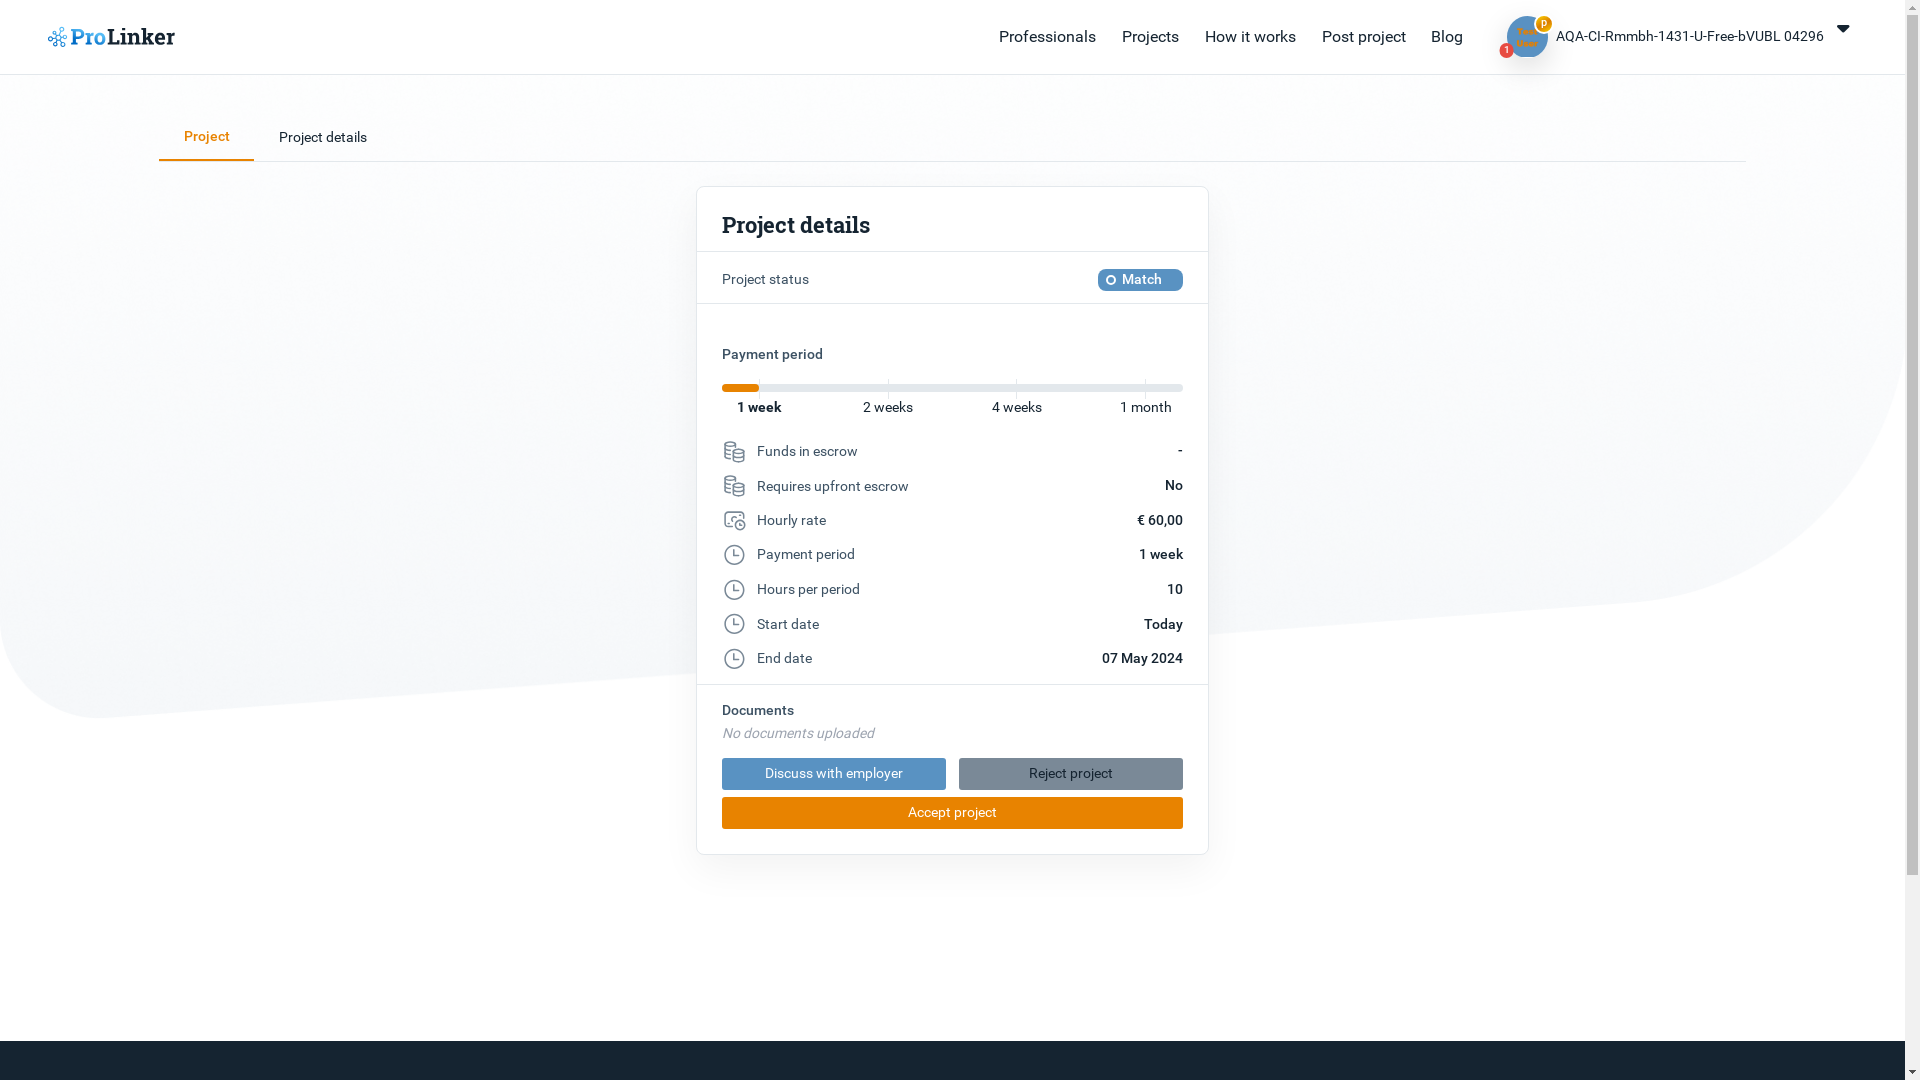 ProLinker
Professionals
Projects
How it works
Post project
Blog
P
1
AQA-CI-Rmmbh-1431-U-Free-bVUBL 04296
Project
Project details
Project details
Project status
Match
Payment period
1 week
2 weeks
4 weeks
1 month
Funds in escrow
-
Requires upfront escrow
No
Hourly rate
€ 60,00
Payment period
1 week
Hours per period
10
Start date
Today
End date
07 May 2024
Documents
No documents uploaded
Discuss with employer
Reject project
Accept project